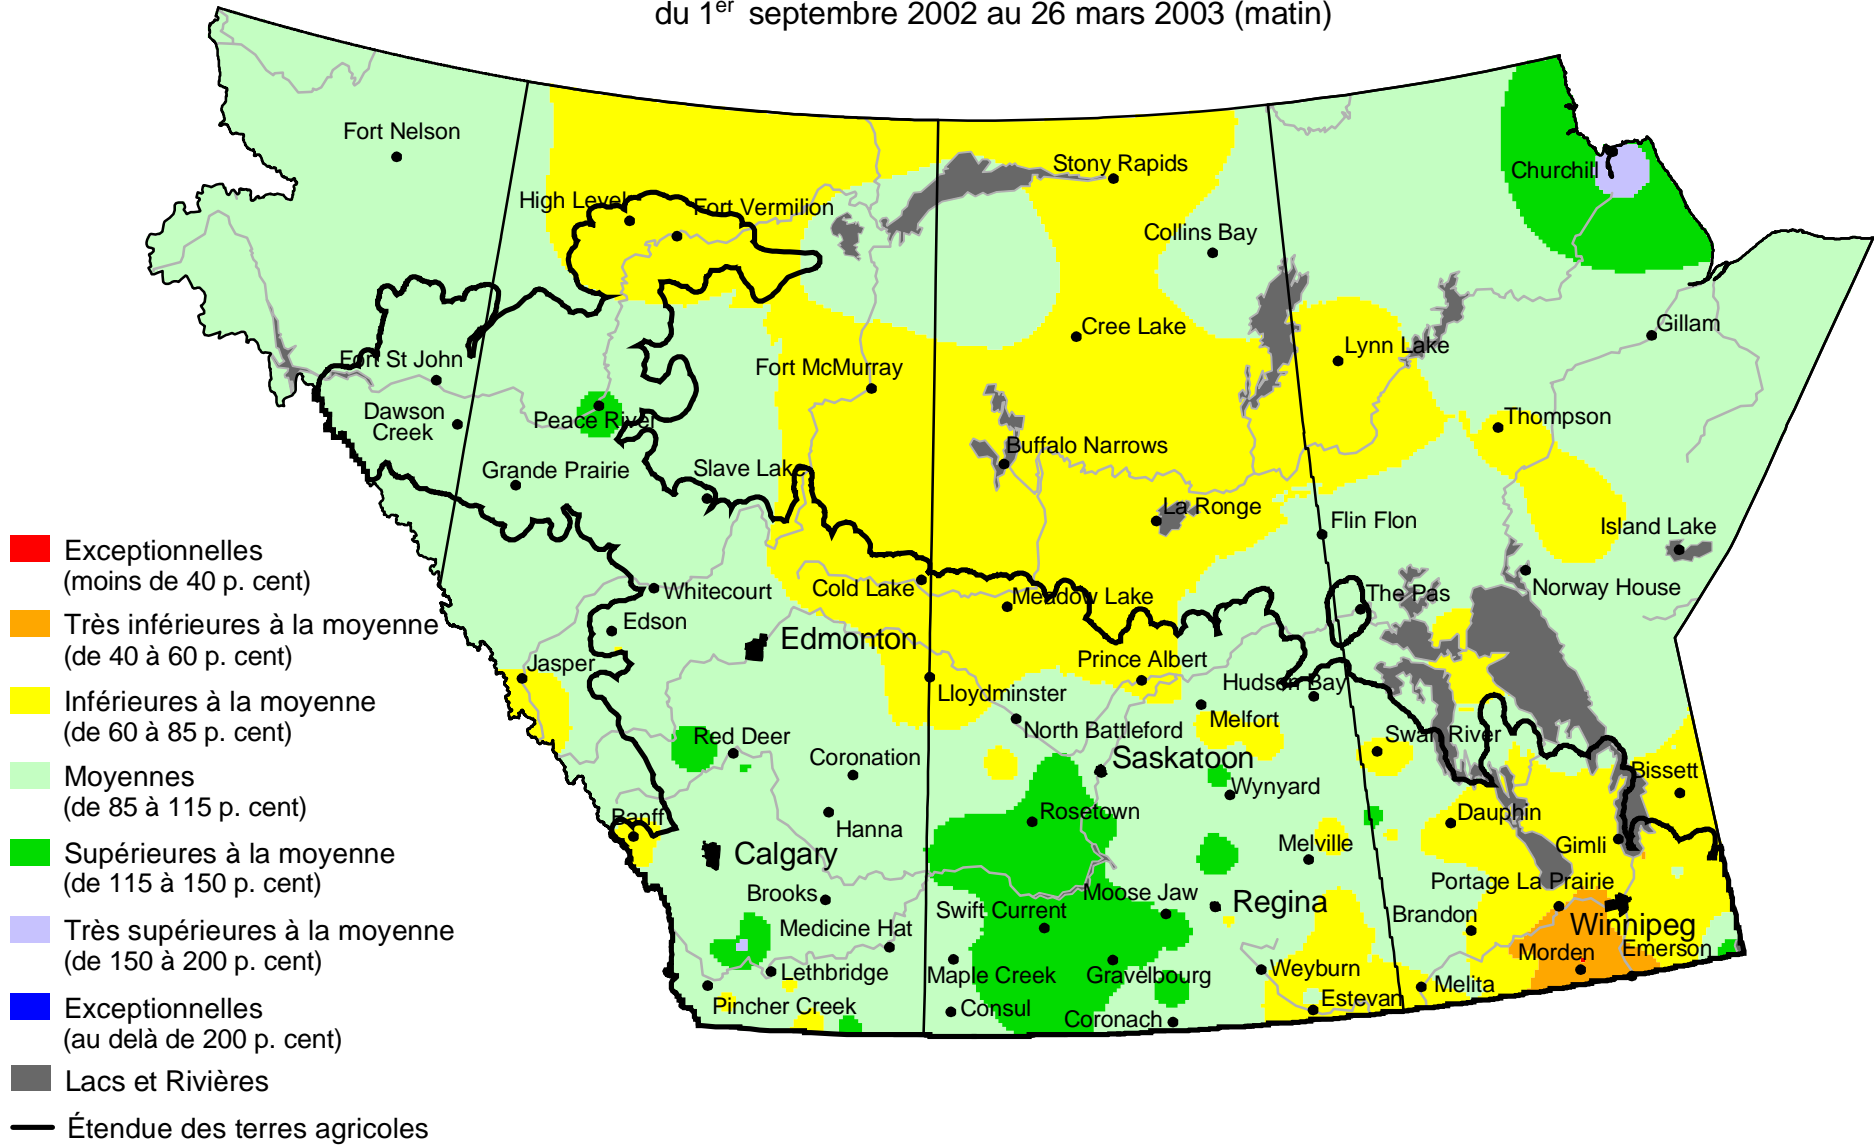 du 1er septembre 2002 au 26 mars 2003 (matin)
Fort Nelson
Stony Rapids
Churchill
High Level
Fort Vermilion
Collins Bay
Cree Lake
Gillam
Lynn Lake
Fort St John
Fort McMurray
Dawson
Creek
Peace River
Thompson
Buffalo Narrows
Grande Prairie
Slave Lake
La Ronge
Flin Flon
Island Lake
Whitecourt
Cold Lake
Meadow Lake
The Pas
Norway House
Edson
Edmonton
Jasper
Prince Albert
Hudson Bay
Lloydminster
Melfort
North Battleford
Red Deer
Swan River
Coronation
Saskatoon
Bissett
Wynyard
Rosetown
Dauphin
Banff
Hanna
Melville
Gimli
Calgary
Portage La Prairie
Brooks
Moose Jaw
Regina
Swift Current
Brandon
Winnipeg
Medicine Hat
Morden
Emerson
Lethbridge
Maple Creek
Gravelbourg
Weyburn
Melita
Pincher Creek
Consul
Coronach
Estevan
Exceptionnelles
(moins de 40 p. cent)
Très inférieures à la moyenne
(de 40 à 60 p. cent)
Inférieures à la moyenne
(de 60 à 85 p. cent)
Moyennes
(de 85 à 115 p. cent)
Supérieures à la moyenne
(de 115 à 150 p. cent)
Très supérieures à la moyenne
(de 150 à 200 p. cent)
Exceptionnelles
(au delà de 200 p. cent)
Lacs et Rivières
Étendue des terres agricoles